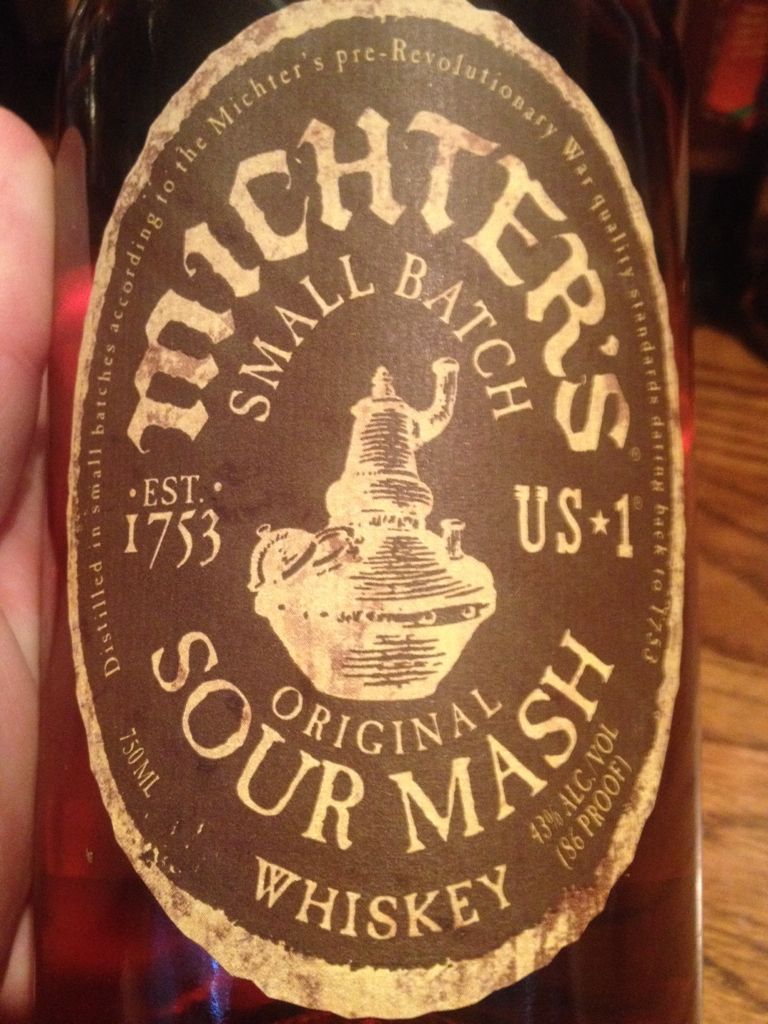 Distilled in small batches according to the Michter's pre-Revolutionary War quality standards dating back to 1753
MICHTER'S®
SMALL BATCH
·EST.·
1753
US★1®
ORIGINAL
SOUR MASH
WHISKEY
750ML
43% ALC/VOL
(86 PROOF)